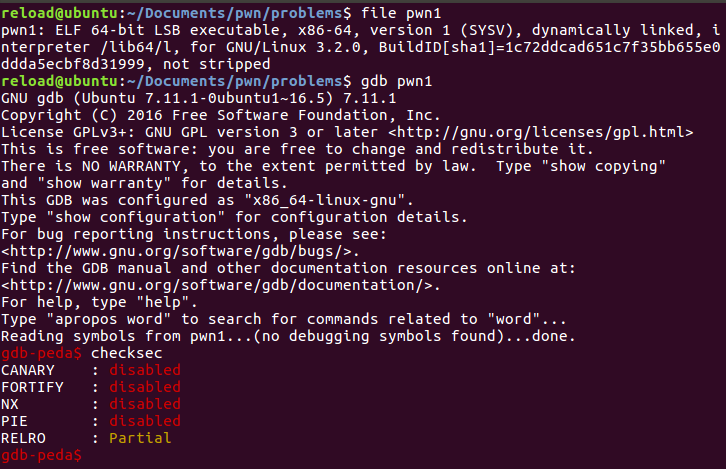 reload@ubuntu:~/Documents/pwn/problems$ file pwn1
pwn1: ELF 64-bit LSB executable, x86-64, version 1 (SYSV), dynamically linked, i
nterpreter /lib64/l, for GNU/Linux 3.2.0, BuildID[sha1]=1c72ddcad651c7f35bb655e0
ddda5ecbf8d31999, not stripped
reload@ubuntu:~/Documents/pwn/problems$ gdb pwn1
GNU gdb (Ubuntu 7.11.1-0ubuntu1~16.5) 7.11.1
Copyright (C) 2016 Free Software Foundation, Inc.
License GPLv3+: GNU GPL version 3 or later <http://gnu.org/licenses/gpl.html>
This is free software: you are free to change and redistribute it.
There is NO WARRANTY, to the extent permitted by law.  Type "show copying"
and "show warranty" for details.
This GDB was configured as "x86_64-linux-gnu".
Type "show configuration" for configuration details.
For bug reporting instructions, please see:
<http://www.gnu.org/software/gdb/bugs/>.
Find the GDB manual and other documentation resources online at:
<http://www.gnu.org/software/gdb/documentation/>.
For help, type "help".
Type "apropos word" to search for commands related to "word"...
Reading symbols from pwn1...(no debugging symbols found)...done.
gdb-peda$ checksec
CANARY    : disabled
FORTIFY   : disabled
NX        : disabled
PIE       : disabled
RELRO     : Partial
gdb-peda$